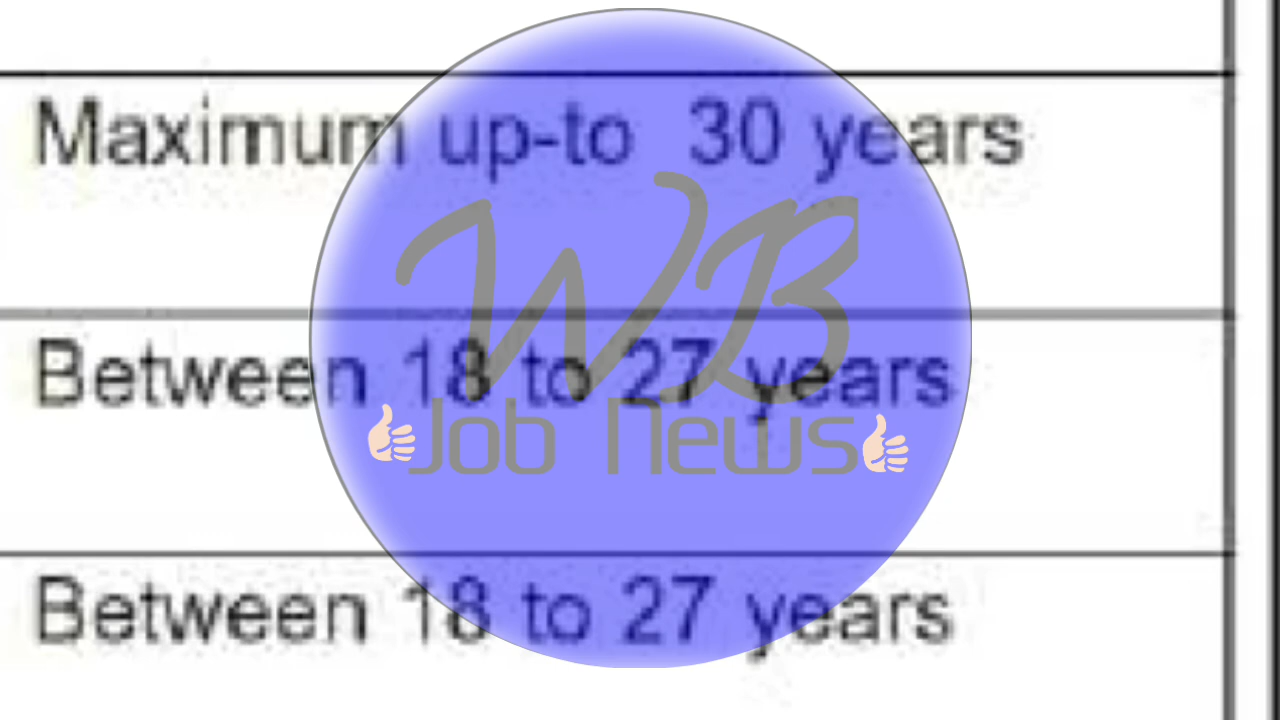 Maximum up-to 30 years
WB
Between 18 to 27 years
Job News
Between 18 to 27 years